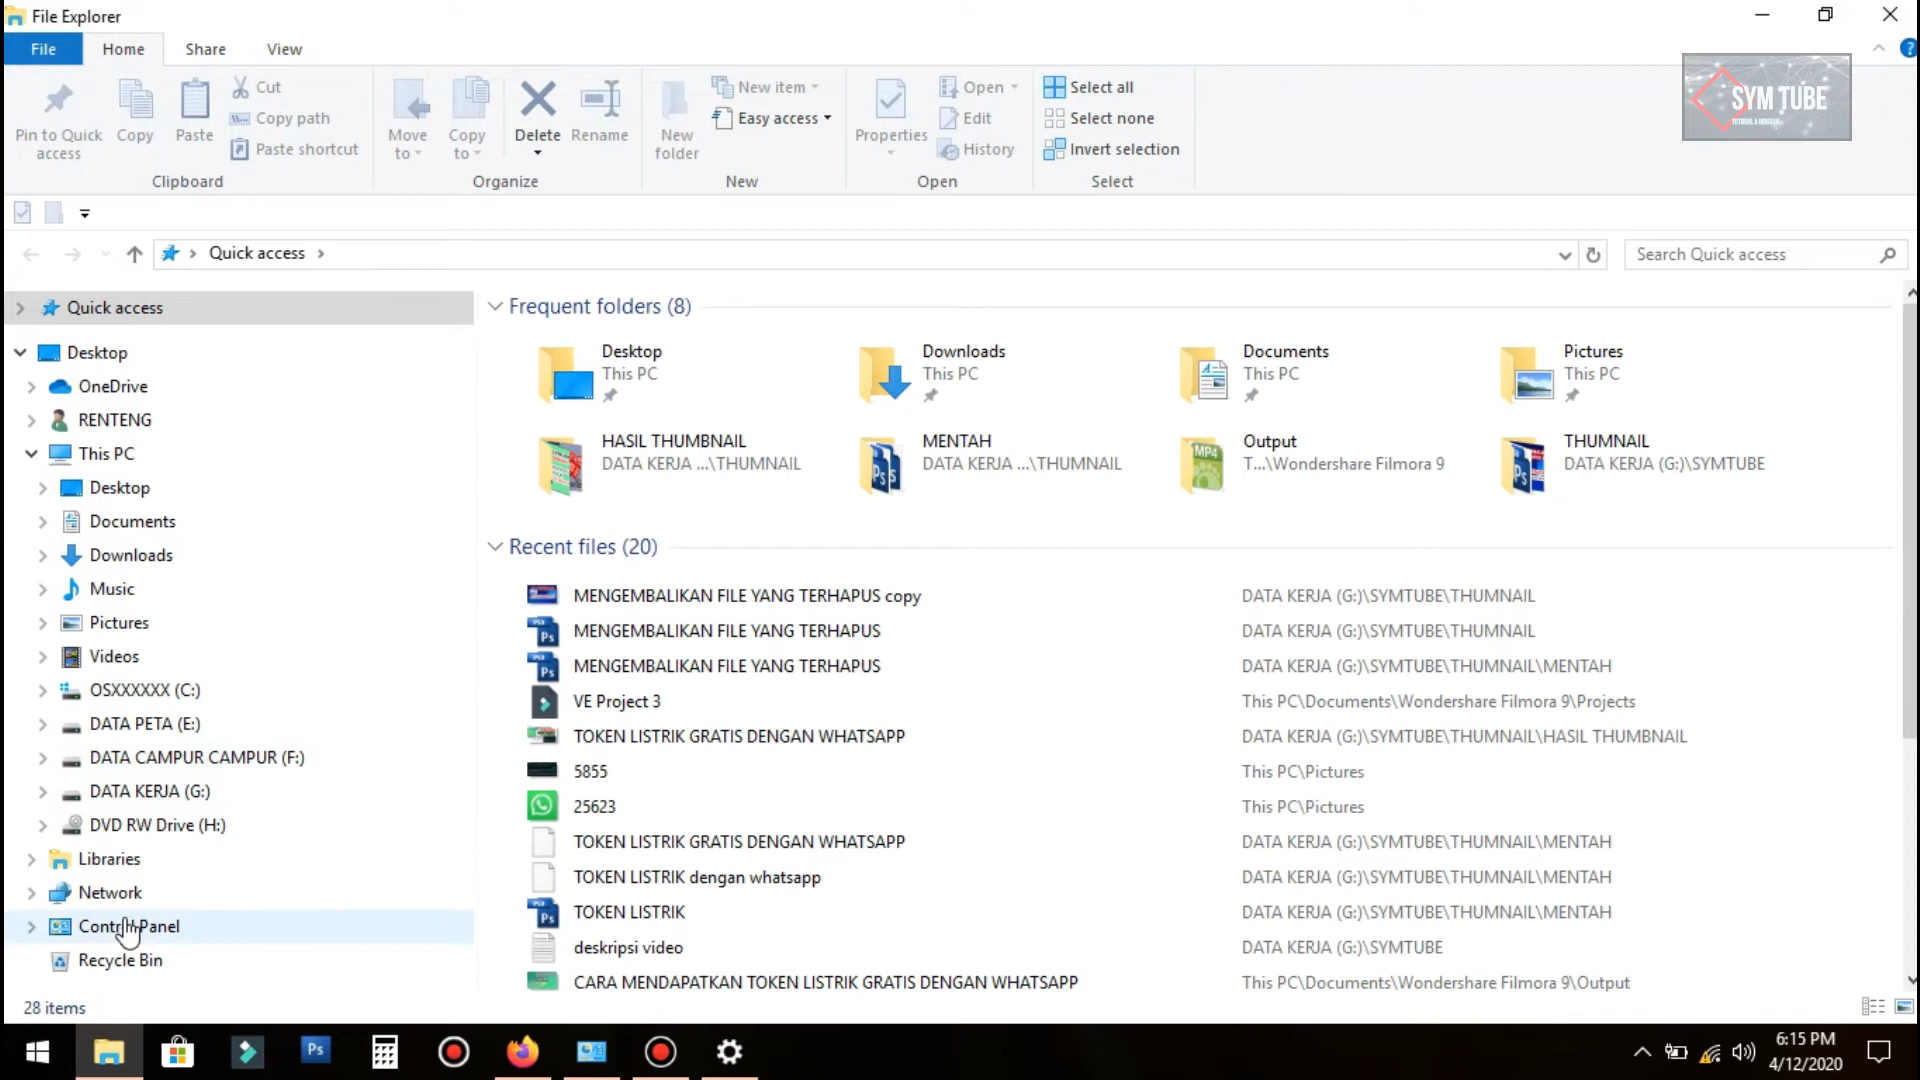 File Explorer
File Home Share View
Pin to Quick access
Copy
Paste
Cut
Copy path
Paste shortcut
Clipboard
Move to
Copy to
Delete
Rename
Organize
New folder
New item
Easy access
New
Properties
Open
Edit
History
Open
Select all
Select none
Invert selection
Select
SYM TUBE
Quick access
Search Quick access
Quick access
Desktop
OneDrive
RENTENG
This PC
Desktop
Documents
Downloads
Music
Pictures
Videos
OSXXXXXX (C:)
DATA PETA (E:)
DATA CAMPUR CAMPUR (F:)
DATA KERJA (G:)
DVD RW Drive (H:)
Libraries
Network
Control Panel
Recycle Bin
Frequent folders (8)
Desktop
This PC
Downloads
This PC
Documents
This PC
Pictures
This PC
HASIL THUMBNAIL
DATA KERJA ...\THUMNAIL
MENTAH
DATA KERJA ...\THUMNAIL
MP4
Output
T...\Wondershare Filmora 9
THUMNAIL
DATA KERJA (G:)\SYMTUBE
Recent files (20)
MENGEMBALIKAN FILE YANG TERHAPUS copy DATA KERJA (G:)\SYMTUBE\THUMNAIL
MENGEMBALIKAN FILE YANG TERHAPUS DATA KERJA (G:)\SYMTUBE\THUMNAIL
MENGEMBALIKAN FILE YANG TERHAPUS DATA KERJA (G:)\SYMTUBE\THUMNAIL\MENTAH
VE Project 3 This PC\Documents\Wondershare Filmora 9\Projects
TOKEN LISTRIK GRATIS DENGAN WHATSAPP DATA KERJA (G:)\SYMTUBE\THUMNAIL\HASIL THUMBNAIL
5855 This PC\Pictures
25623 This PC\Pictures
TOKEN LISTRIK GRATIS DENGAN WHATSAPP DATA KERJA (G:)\SYMTUBE\THUMNAIL\MENTAH
TOKEN LISTRIK dengan whatsapp DATA KERJA (G:)\SYMTUBE\THUMNAIL\MENTAH
TOKEN LISTRIK DATA KERJA (G:)\SYMTUBE\THUMNAIL\MENTAH
deskripsi video DATA KERJA (G:)\SYMTUBE
CARA MENDAPATKAN TOKEN LISTRIK GRATIS DENGAN WHATSAPP This PC\Documents\Wondershare Filmora 9\Output
28 items
Ps
6:15 PM
4/12/2020